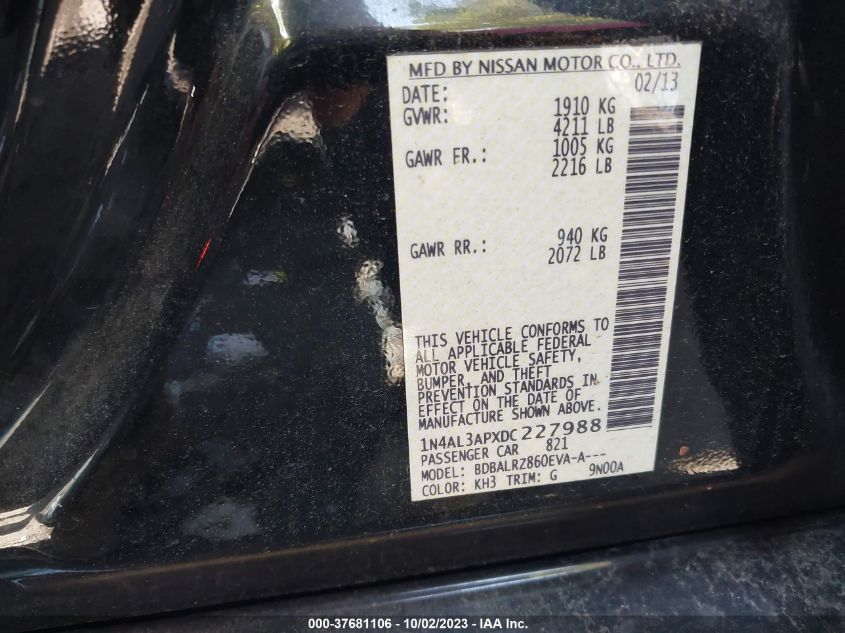 MFD BY NISSAN MOTOR CO., LTD.
DATE: 02/13
GVWR: 1910 KG
4211 LB
GAWR FR.: 1005 KG
2216 LB
GAWR RR.: 940 KG
2072 LB
THIS VEHICLE CONFORMS TO
ALL APPLICABLE FEDERAL
MOTOR VEHICLE SAFETY,
BUMPER, AND THEFT
PREVENTION STANDARDS IN
EFFECT ON THE DATE OF
MANUFACTURE SHOWN ABOVE.
1N4AL3APXDC227988
PASSENGER CAR 821
MODEL: BDBALRZ860EVA-A---
COLOR: KH3 TRIM: G 9N00A
000-37681106 - 10/02/2023 - IAA Inc.